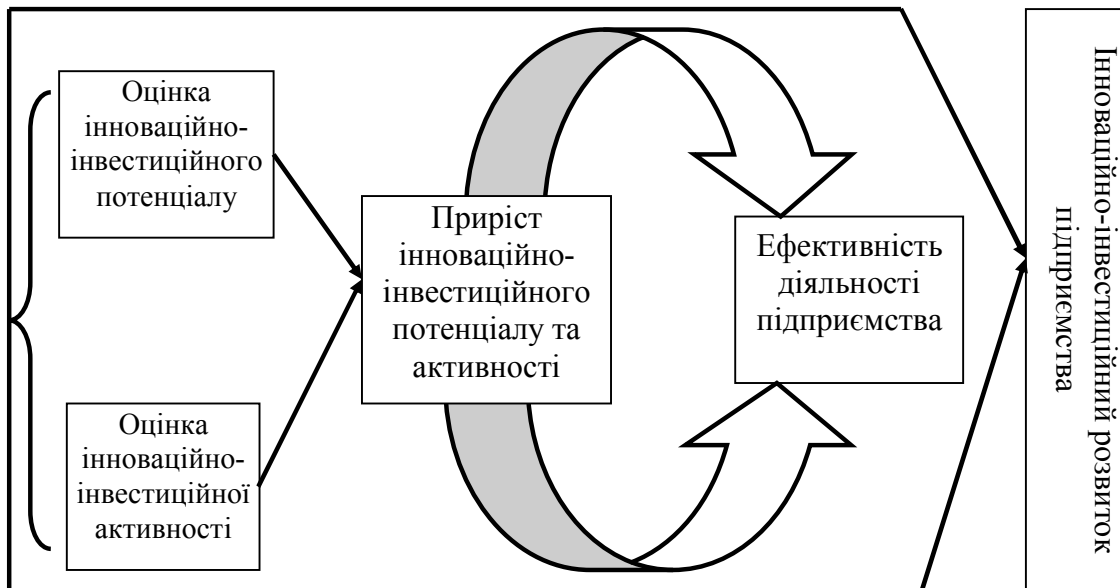 Оцінка
інноваційно-
інвестиційного
потенціалу
Оцінка
інноваційно-
інвестиційної
активності
Приріст
інноваційно-
інвестиційного
потенціалу та
активності
Ефективність
діяльності
підприємства
Інноваційно-інвестиційний розвиток
підприємства